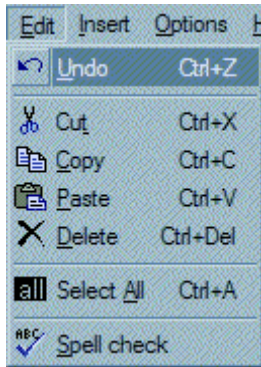 Edit Insert Options
Undo Ctrl+Z
Cut Ctrl+X
Copy Ctrl+C
Paste Ctrl+V
Delete Ctrl+Del
all Select All Ctrl+A
ABC Spell check